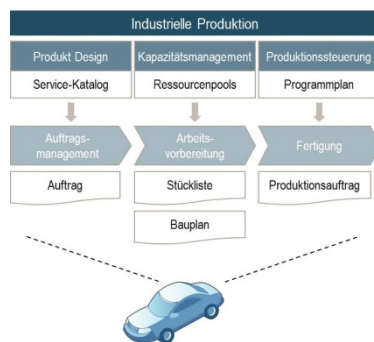 Industrielle Produktion
Produkt Design
Kapazitätsmanagement
Produktionssteuerung
Service-Katalog
Ressourcenpools
Programmplan
Auftrags-
management
Arbeits-
vorbereitung
Fertigung
Auftrag
Stückliste
Produktionsauftrag
Bauplan